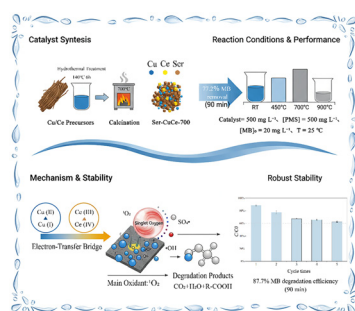 Catalyst Syntesis
Reaction Conditions & Performance
Hydrothermal Treatment
140°C 6h
Cu Ce Ser
700°C
77.2% MB
removal
(90 min)
RT 450°C 700°C 900°C
Cu/Ce Precursors
Calcination
Ser-CuCe-700
Catalyst= 500 mg L⁻¹, [PMS] = 500 mg L⁻¹,
[MB]₀ = 20 mg L⁻¹, T = 25 °C
Mechanism & Stability
Robust Stability
Cu (II)
Cu (I)
Ce (III)
Ce (IV)
¹O₂
Singlet Oxygen
SO₄•
•OH
Electron-Transfer Bridge
Degradation Products
Main Oxidant:¹O₂
CO₂+H₂O+R-COOH
C/C0
Cycle times
87.7% MB degradation efficiency
(90 min)